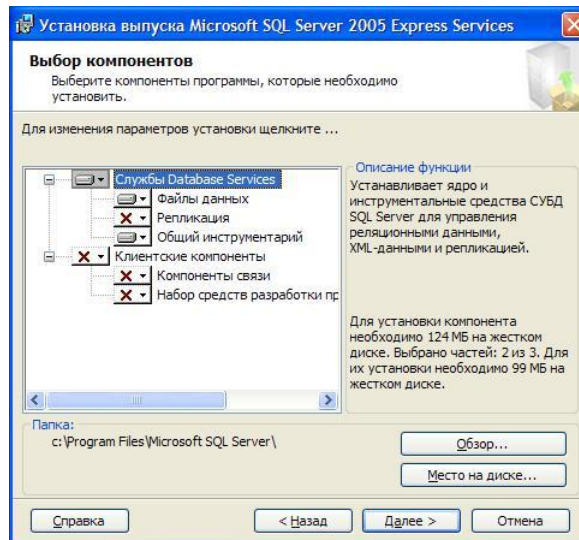 Установка выпуска Microsoft SQL Server 2005 Express Services
Выбор компонентов
Выберите компоненты программы, которые необходимо
установить.
Для изменения параметров установки щелкните ...
Службы Database Services
Файлы данных
Репликация
Общий инструментарий
Клиентские компоненты
Компоненты связи
Набор средств разработки пр
Описание функции
Устанавливает ядро и
инструментальные средства СУБД
SQL Server для управления
реляционными данными,
XML-данными и репликацией.
Для установки компонента
необходимо 124 МБ на жестком
диске. Выбрано частей: 2 из 3. Для
их установки необходимо 99 МБ на
жестком диске.
Папка:
c:\Program Files\Microsoft SQL Server\
Обзор...
Место на диске...
Справка
< Назад
Далее >
Отмена